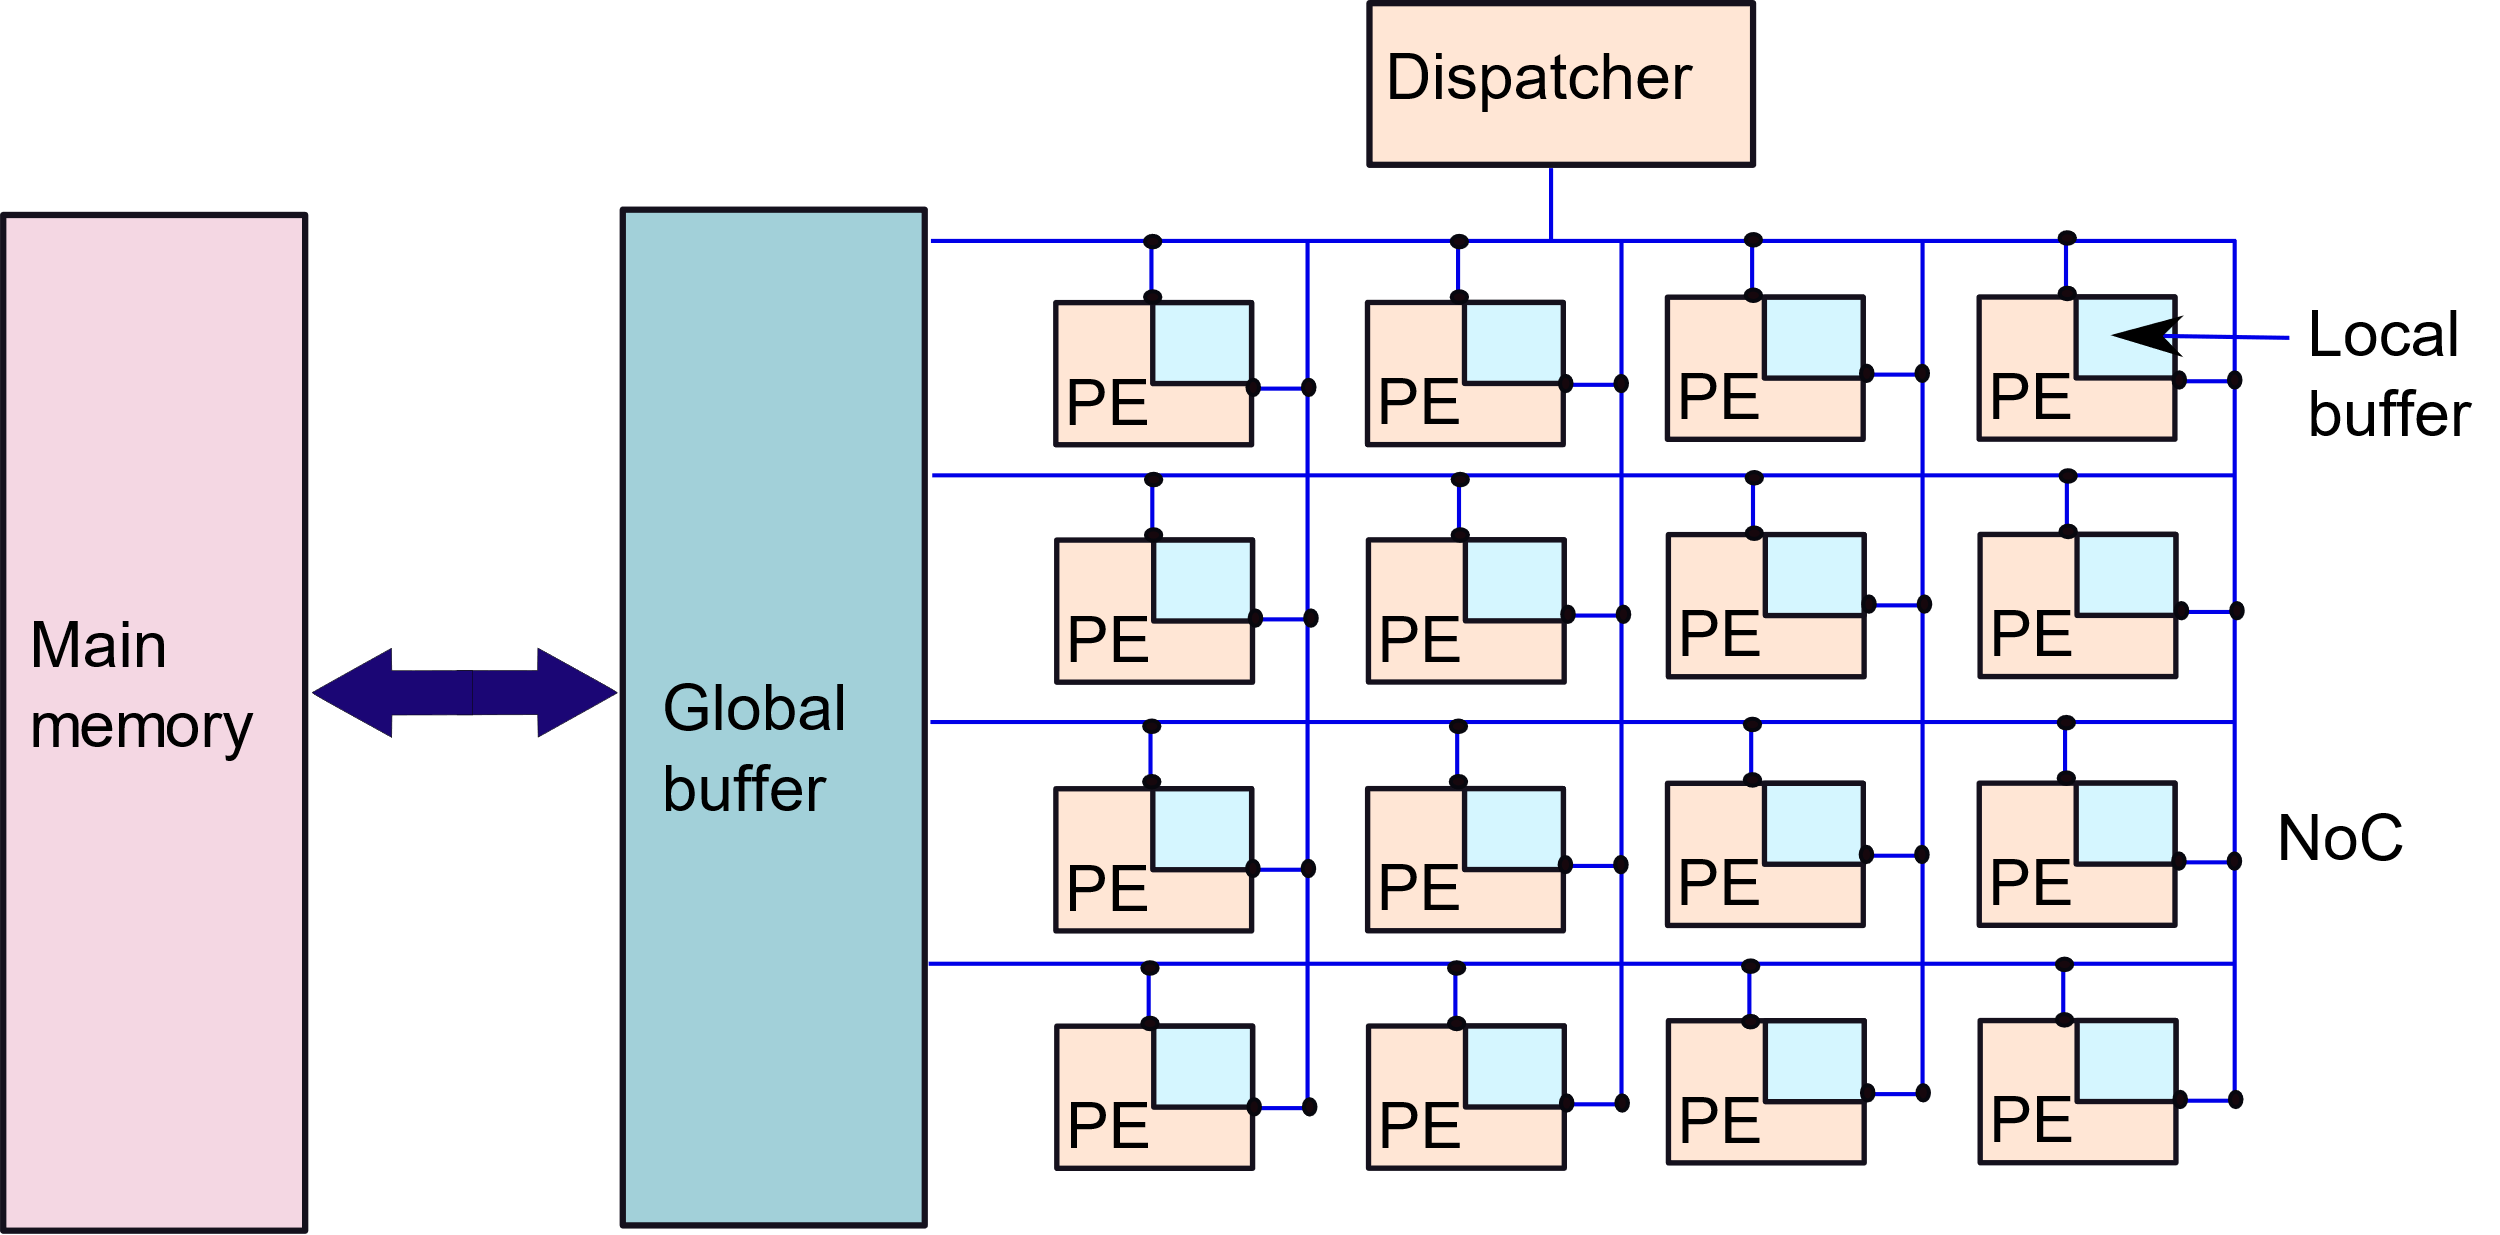 Dispatcher
Main
memory
Global
buffer
PE
PE
PE
PE
Local
buffer
PE
PE
PE
PE
PE
PE
PE
PE
NoC
PE
PE
PE
PE